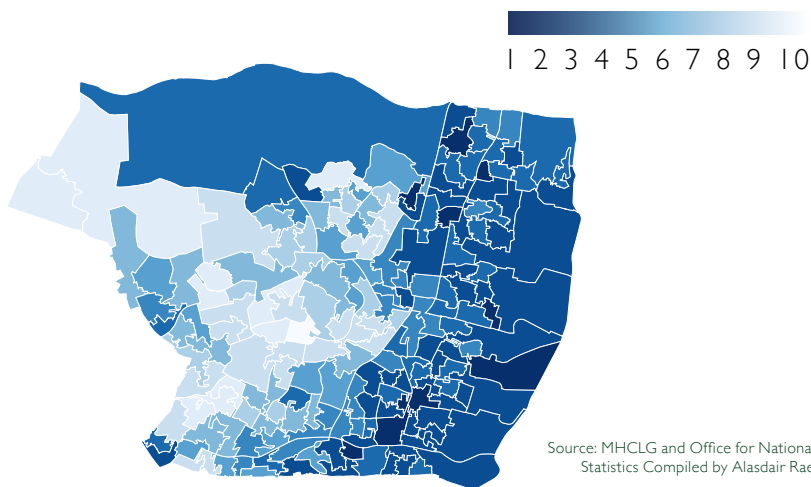 1 2 3 4 5 6 7 8 9 10
Source: MHCLG and Office for National
Statistics Compiled by Alasdair Rae